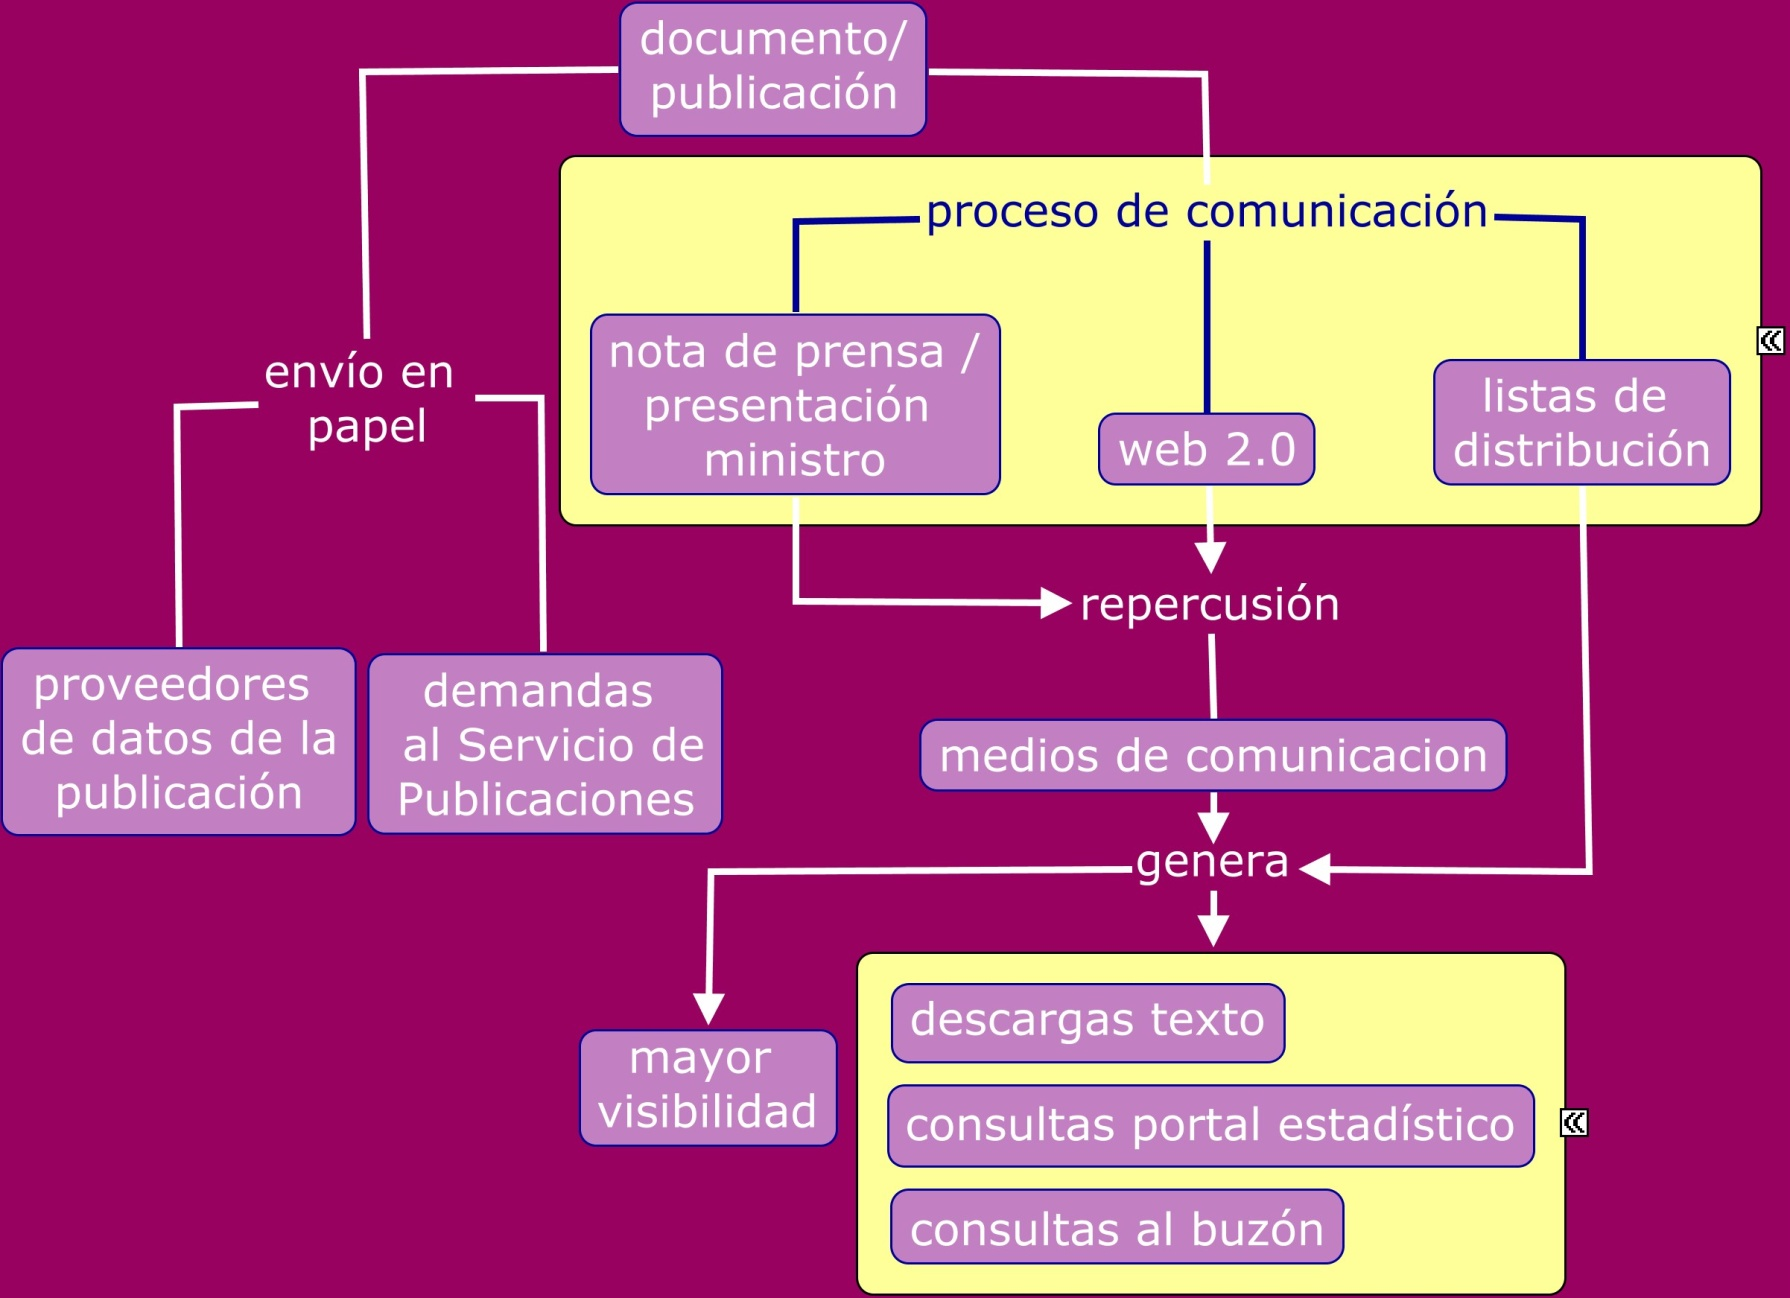 documento/
publicación
proceso de comunicación
nota de prensa /
presentación
ministro
web 2.0
listas de
distribución
envío en
papel
repercusión
proveedores
de datos de la
publicación
demandas
al Servicio de
Publicaciones
medios de comunicacion
genera
mayor
visibilidad
descargas texto
consultas portal estadístico
consultas al buzón